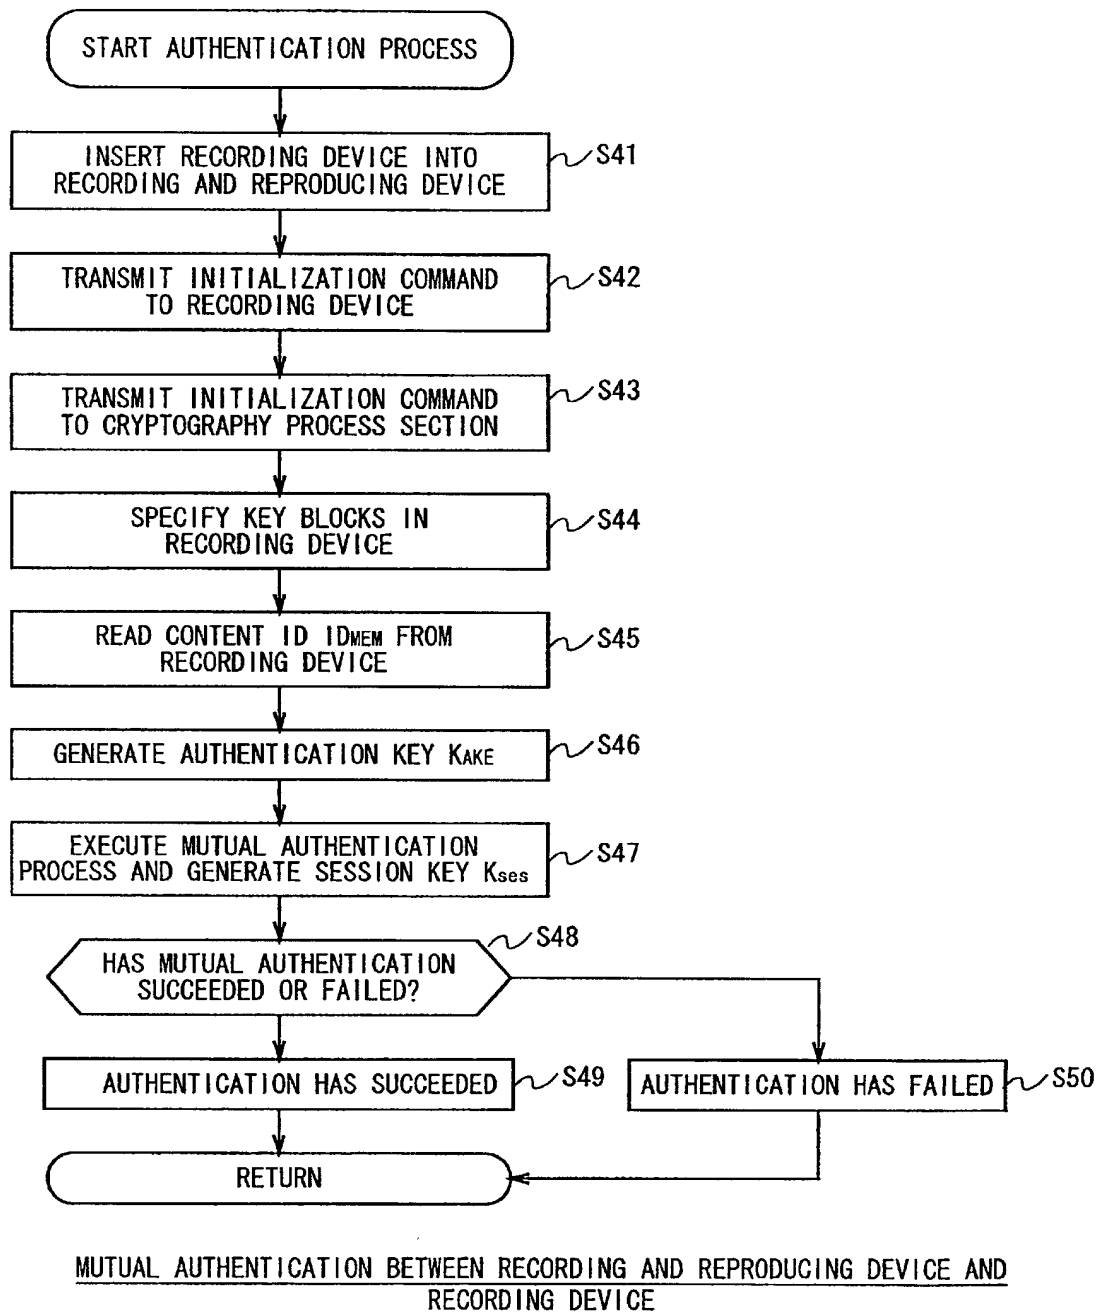 START AUTHENTICATION PROCESS
INSERT RECORDING DEVICE INTO
RECORDING AND REPRODUCING DEVICE
S41
TRANSMIT INITIALIZATION COMMAND
TO RECORDING DEVICE
S42
TRANSMIT INITIALIZATION COMMAND
TO CRYPTOGRAPHY PROCESS SECTION
S43
SPECIFY KEY BLOCKS IN
RECORDING DEVICE
S44
READ CONTENT ID IDMEM FROM
RECORDING DEVICE
S45
GENERATE AUTHENTICATION KEY KAKE
S46
EXECUTE MUTUAL AUTHENTICATION
PROCESS AND GENERATE SESSION KEY Kses
S47
HAS MUTUAL AUTHENTICATION
SUCCEEDED OR FAILED?
S48
AUTHENTICATION HAS SUCCEEDED
S49
AUTHENTICATION HAS FAILED
S50
RETURN
MUTUAL AUTHENTICATION BETWEEN RECORDING AND REPRODUCING DEVICE AND
RECORDING DEVICE